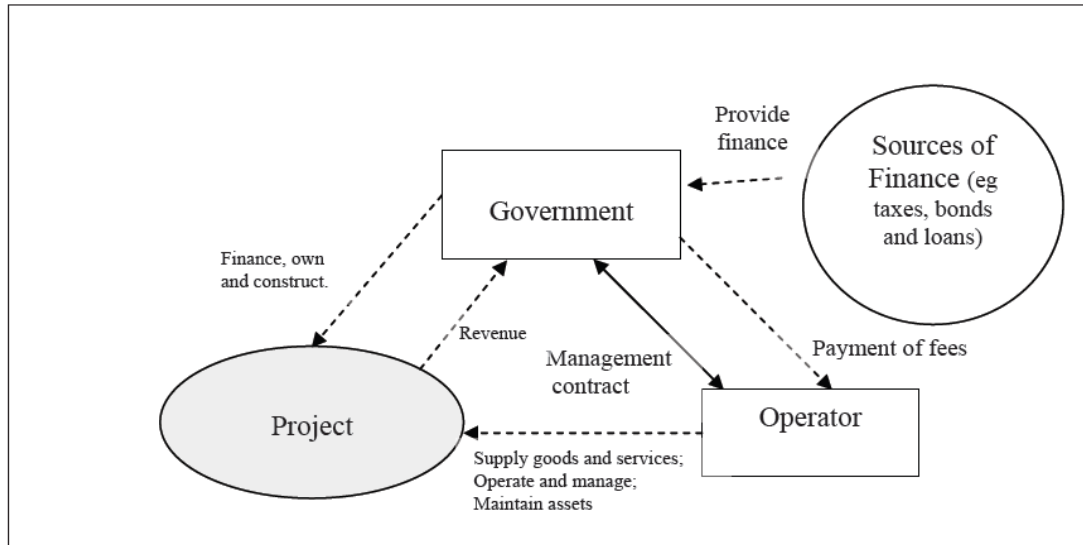 Provide
finance
Sources of
Finance (eg
taxes, bonds
and loans)
Government
Finance, own
and construct.
Revenue
Management
contract
Payment of fees
Project
Operator
Supply goods and services;
Operate and manage;
Maintain assets